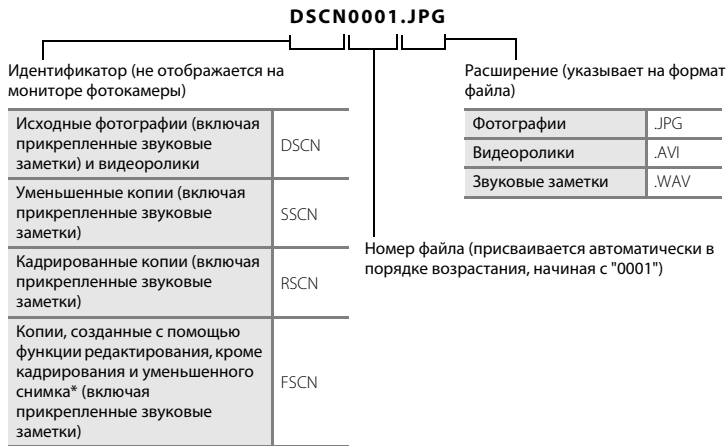 DSCN0001.JPG
Идентификатор (не отображается на
мониторе фотокамеры)
Исходные фотографии (включая
прикрепленные звуковые
заметки) и видеоролики
DSCN
Уменьшенные копии (включая
прикрепленные звуковые
заметки)
SSCN
Кадрированные копии (включая
прикрепленные звуковые
заметки)
RSCN
Копии, созданные с помощью
функции редактирования, кроме
кадрирования и уменьшенного
снимка* (включая
прикрепленные звуковые
заметки)
FSCN
Расширение (указывает на формат
файла)
Фотографии .JPG
Видеоролики .AVI
Звуковые заметки .WAV
Номер файла (присваивается автоматически в
порядке возрастания, начиная с "0001")